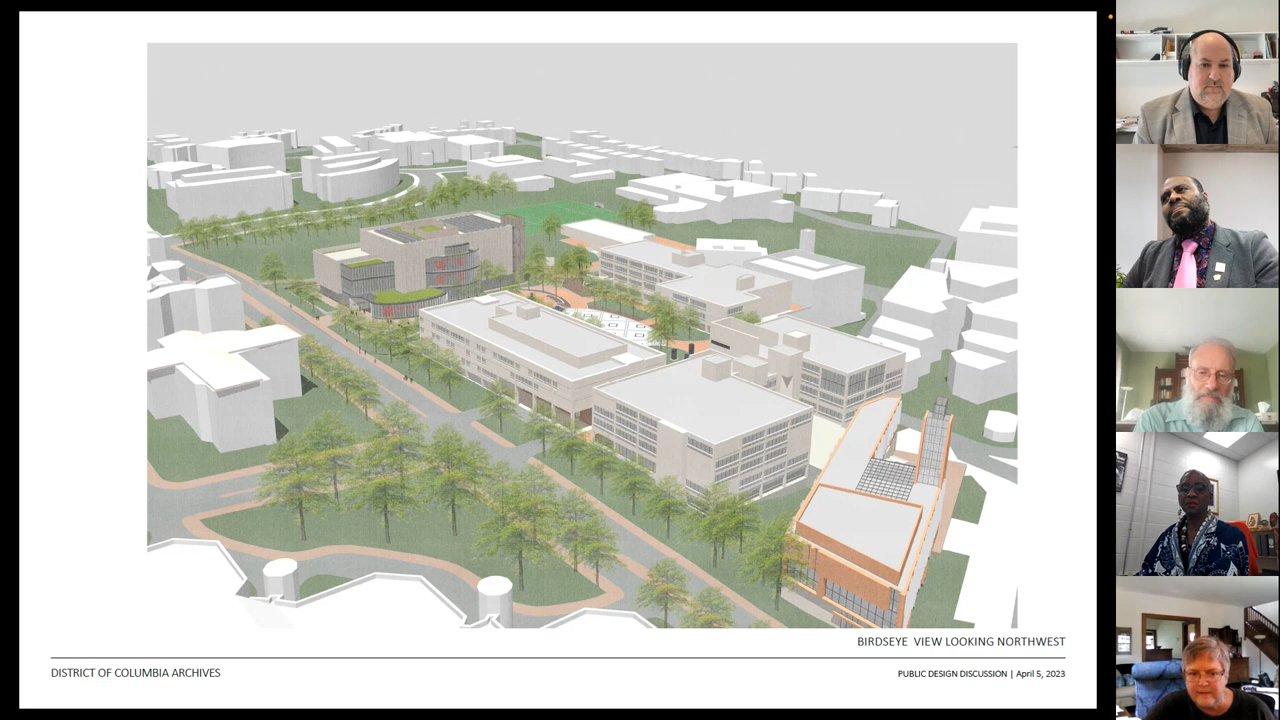 BIRDSEYE VIEW LOOKING NORTHWEST
DISTRICT OF COLUMBIA ARCHIVES
PUBLIC DESIGN DISCUSSION | April 5, 2023